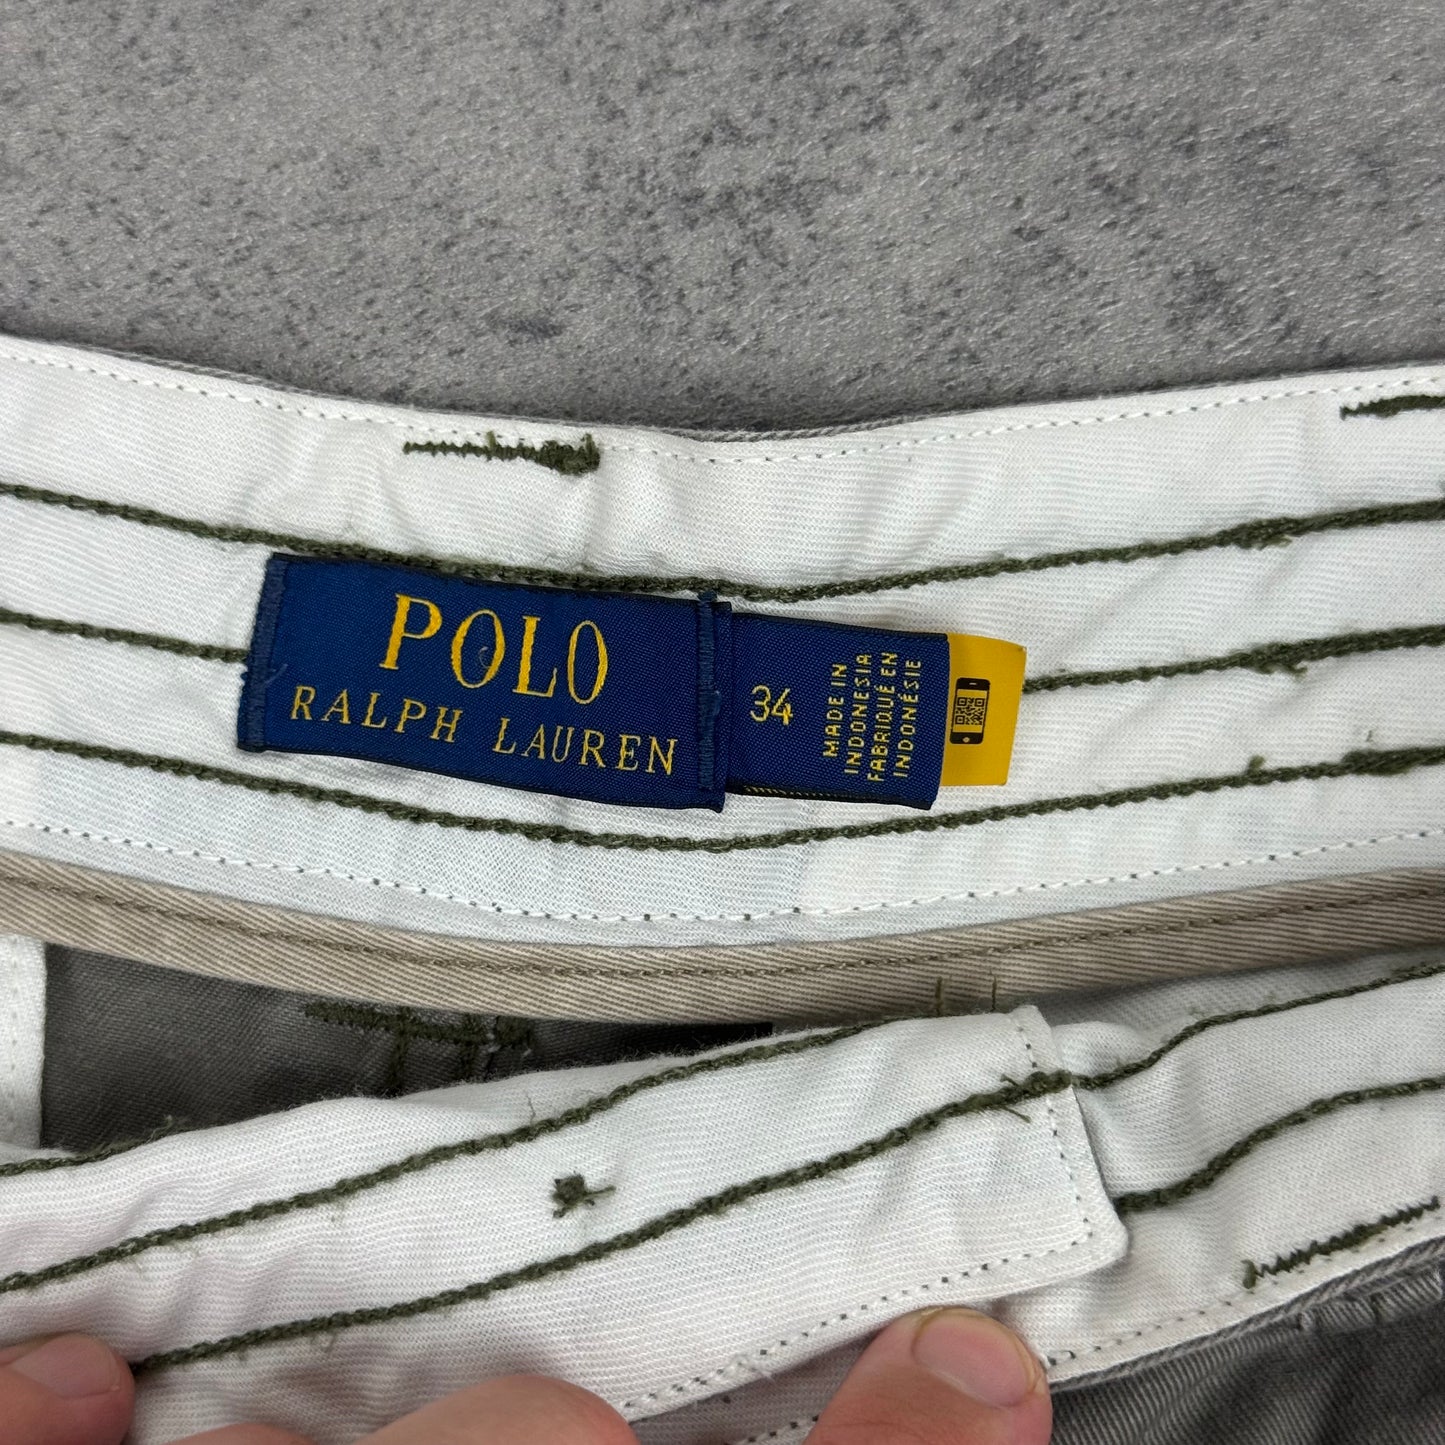 POLO
RALPH LAUREN
34
MADE IN
INDONESIA
FABRIQUÉ EN
INDONÉSIE